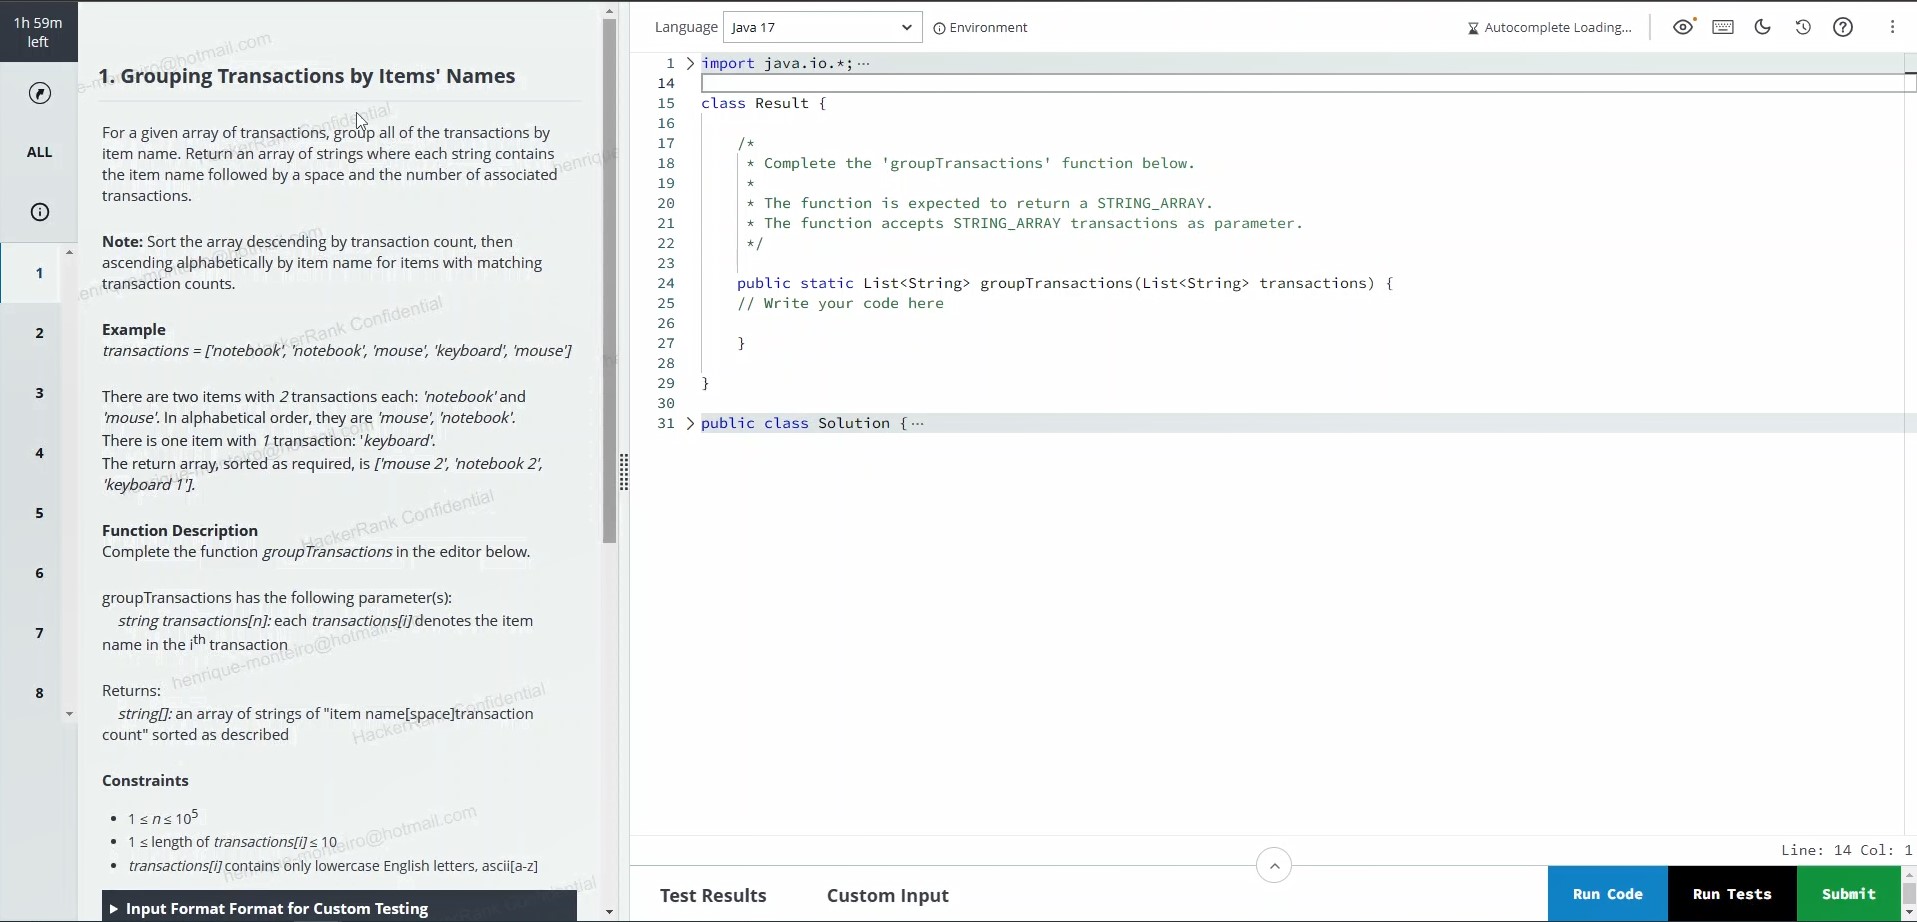 1h 59m
left
ALL
1
2
3
4
5
6
7
8
1. Grouping Transactions by Items' Names
For a given array of transactions, group all of the transactions by
item name. Return an array of strings where each string contains
the item name followed by a space and the number of associated
transactions.
Note: Sort the array descending by transaction count, then
ascending alphabetically by item name for items with matching
transaction counts.
Example
transactions = ['notebook', 'notebook', 'mouse', 'keyboard', 'mouse']
There are two items with 2 transactions each: 'notebook' and
'mouse'. In alphabetical order, they are 'mouse', 'notebook'.
There is one item with 1 transaction: 'keyboard'.
The return array, sorted as required, is ['mouse 2', 'notebook 2',
'keyboard 1'].
Function Description
Complete the function groupTransactions in the editor below.
groupTransactions has the following parameter(s):
string transactions[n]: each transactions[i] denotes the item
name in the ith transaction
Returns:
string[]: an array of strings of "item name[space]transaction
count" sorted as described
Constraints
• 1 ≤ n ≤ 10^5
• 1 ≤ length of transactions[i] ≤ 10
• transactions[i] contains only lowercase English letters, ascii[a-z]
Input Format Format for Custom Testing
HackerRank Confidential
henrique-monteiro@hotmail.com
HackerRank Confidential
henrique-monteiro@hotmail.com
Language Java 17 Environment Autocomplete Loading...
1 import java.io.*; ···
14
15 class Result {
16
17 /*
18 * Complete the 'groupTransactions' function below.
19 *
20 * The function is expected to return a STRING_ARRAY.
21 * The function accepts STRING_ARRAY transactions as parameter.
22 */
23
24 public static List<String> groupTransactions(List<String> transactions) {
25 // Write your code here
26
27 }
28
29 }
30
31 public class Solution { ···
Line: 14 Col: 1
Test Results Custom Input Run Code Run Tests Submit